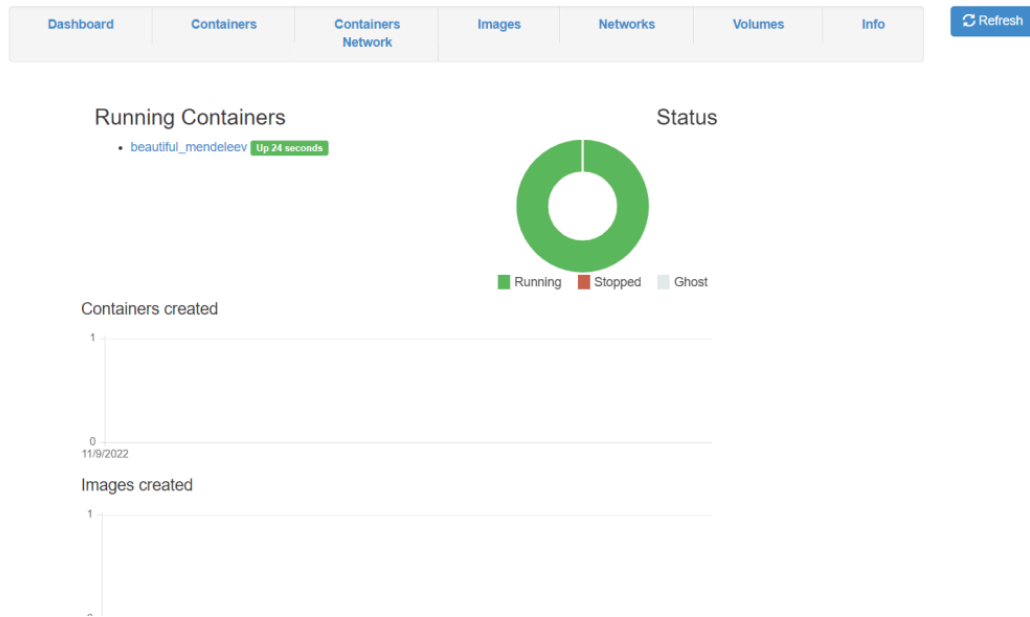 Dashboard
Containers
Containers
Network
Images
Networks
Volumes
Info
Refresh
Running Containers
beautiful_mendeleev Up 24 seconds
Status
Running Stopped Ghost
Containers created
1
0
11/9/2022
Images created
1